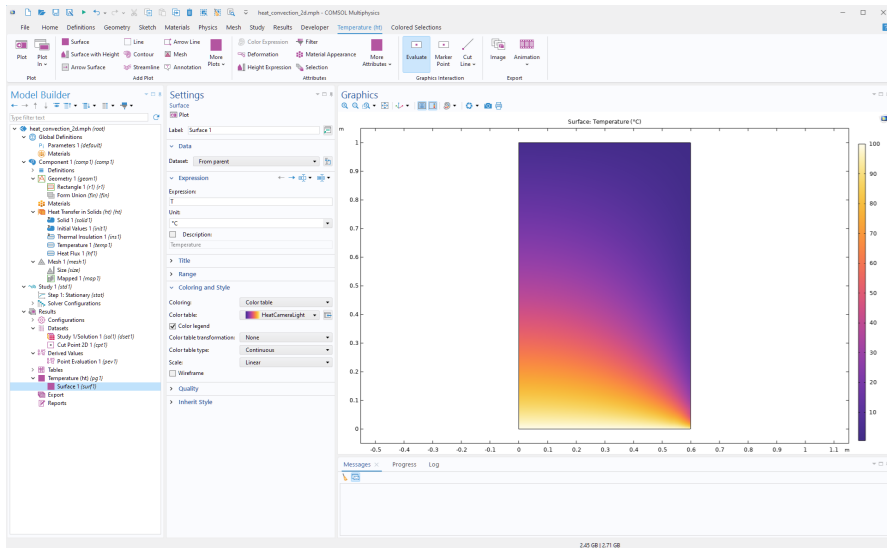 heat_convection_2d.mph - COMSOL Multiphysics
File Home Definitions Geometry Sketch Materials Physics Mesh Study Results Developer Temperature (ht) Colored Selections
Plot
Plot In
Surface
Surface with Height
Arrow Surface
Line
Contour
Streamline
Arrow Line
Mesh
Annotation
More Plots
Color Expression
Deformation
Height Expression
Filter
Material Appearance
Selection
More Attributes
Evaluate
Marker Point
Cut Line
Image
Animation
Plot Add Plot Attributes Graphics Interaction Export
Model Builder
Type filter text
heat_convection_2d.mph (root)
Global Definitions
Parameters 1 (default)
Materials
Component 1 (comp 1) (comp1)
Definitions
Geometry 1 (geom1)
Rectangle 1 (r1) (r1)
Form Union (fin) (fin)
Materials
Heat Transfer in Solids (ht) (ht)
Solid 1 (solid1)
Initial Values 1 (init1)
Thermal Insulation 1 (ins1)
Temperature 1 (temp1)
Heat Flux 1 (hf1)
Mesh 1 (mesh1)
Size (size)
Mapped 1 (map1)
Study 1 (std1)
Step 1: Stationary (stat)
Solver Configurations
Results
Configurations
Datasets
Study 1/Solution 1 (sol1) (dset1)
Cut Point 2D 1 (cpt1)
Derived Values
Point Evaluation 1 (pev1)
Tables
Temperature (ht) (pg1)
Surface 1 (surf1)
Export
Reports
Settings
Surface
Plot
Label: Surface 1
Data
Dataset: From parent
Expression
Expression:
T
Unit:
°C
Description:
Temperature
Title
Range
Coloring and Style
Coloring: Color table
Color table: HeatCameraLight
Color legend
Color table transformation: None
Color table type: Continuous
Scale: Linear
Wireframe
Quality
Inherit Style
Graphics
Surface: Temperature (°C)
m
1
0.9
0.8
0.7
0.6
0.5
0.4
0.3
0.2
0.1
0
-0.5 -0.4 -0.3 -0.2 -0.1 0 0.1 0.2 0.3 0.4 0.5 0.6 0.7 0.8 0.9 1 1.1 m
100
90
80
70
60
50
40
30
20
10
Messages Progress Log
2.45 GB | 2.71 GB